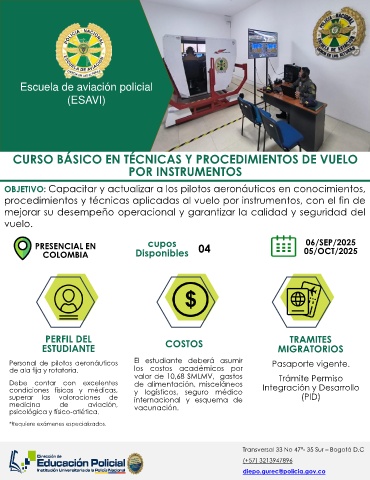 POLICIA NACIONAL
ESCUELA DE AVIACIÓN
Escuela de aviación policial
(ESAVI)
CURSO BÁSICO EN TÉCNICAS Y PROCEDIMIENTOS DE VUELO
POR INSTRUMENTOS
OBJETIVO: Capacitar y actualizar a los pilotos aeronáuticos en conocimientos,
procedimientos y técnicas aplicadas al vuelo por instrumentos, con el fin de
mejorar su desempeño operacional y garantizar la calidad y seguridad del
vuelo.
PRESENCIAL EN
COLOMBIA
cupos
Disponibles
04
06/SEP/2025
05/OCT/2025
PERFIL DEL
ESTUDIANTE
Personal de pilotos aeronáuticos
de ala fija y rotatoria.
Debe contar con excelentes
condiciones físicas y médicas,
superar las valoraciones de
medicina de aviación,
psicológica y físico-atlética.
*Requiere exámenes especializados.
COSTOS
El estudiante deberá asumir
los costos académicos por
valor de 10,68 SMLMV, gastos
de alimentación, misceláneos
y logísticos, seguro médico
internacional y esquema de
vacunación.
TRAMITES
MIGRATORIOS
Pasaporte vigente.
Trámite Permiso
Integración y Desarrollo
(PID)
Dirección de
Educación Policial
Institución Universitaria de la Policía Nacional
Transversal 33 No 47ª- 35 Sur – Bogotá D.C
(+57) 3213947896
diepo.gurec@policia.gov.co